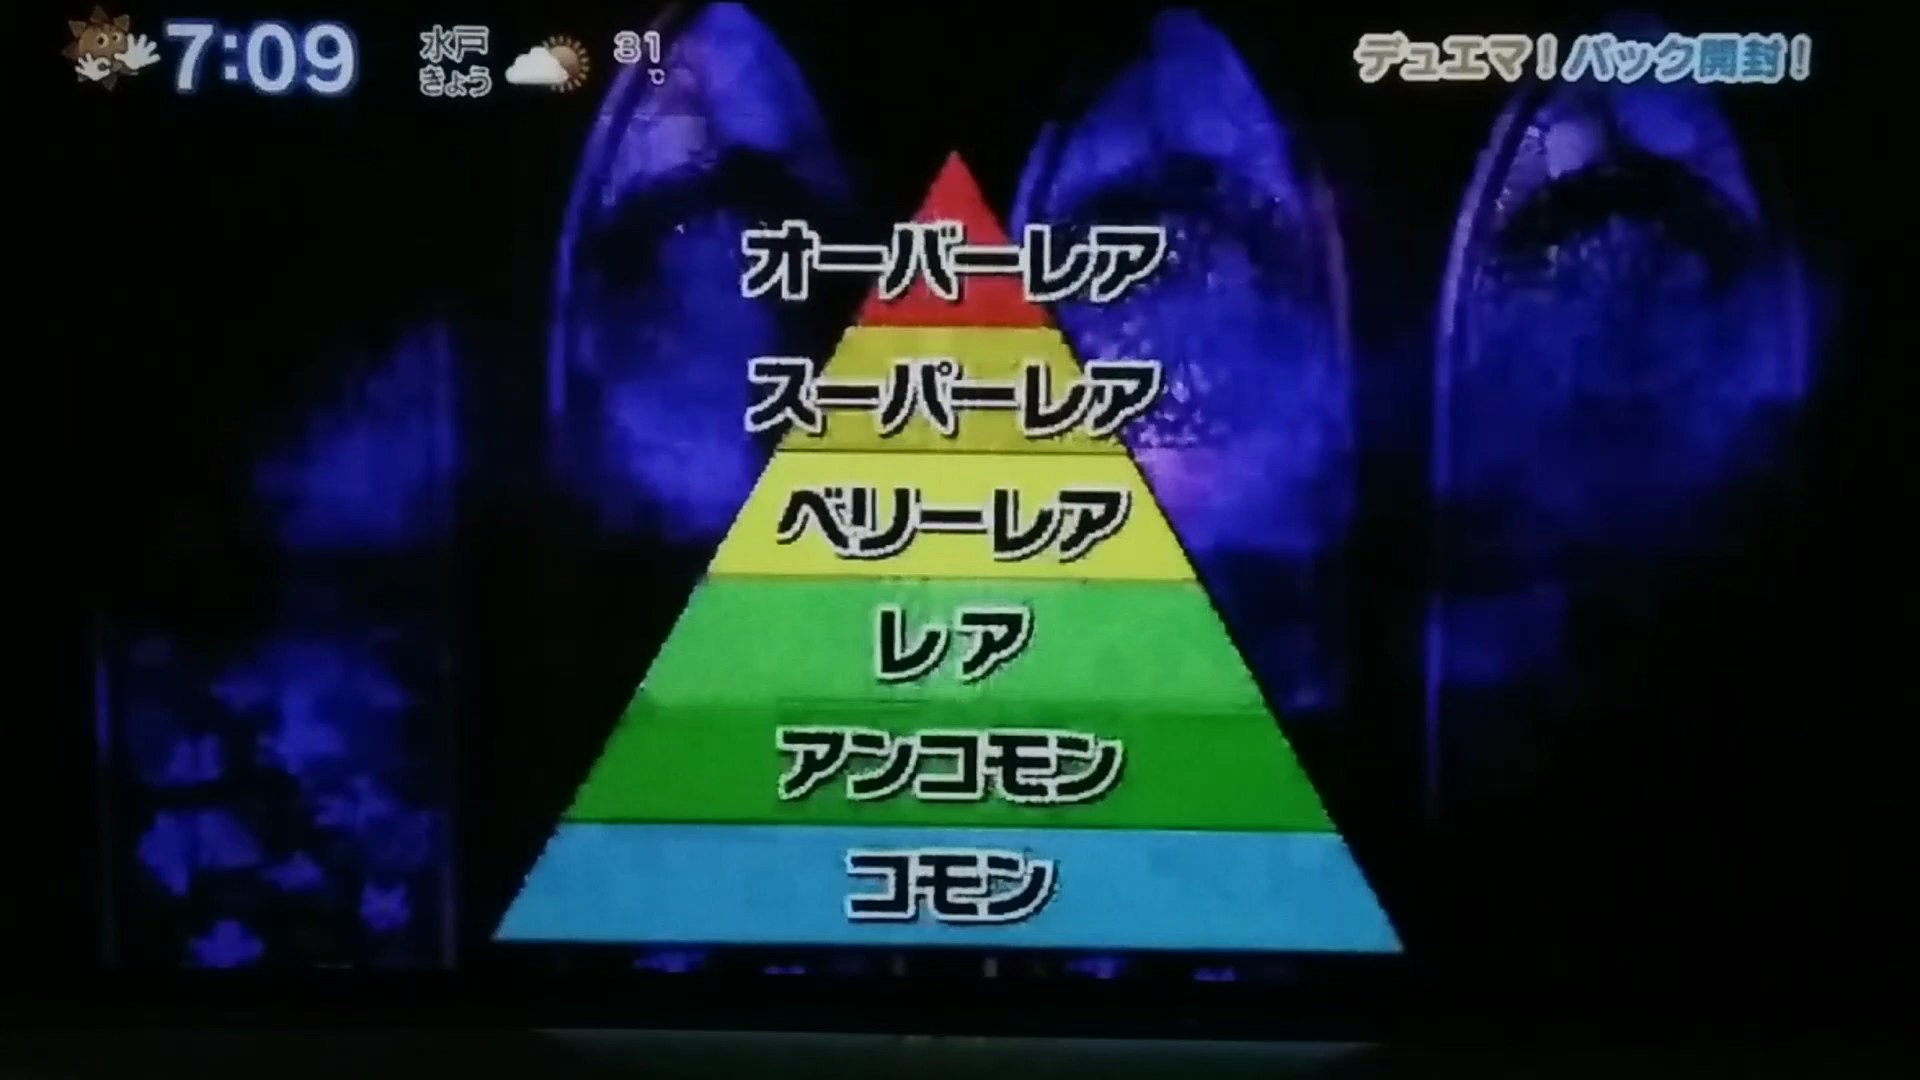 7:09
水戸
きょう
31
℃
デュエマ！パック開封！
オーバーレア
スーパーレア
ベリーレア
レア
アンコモン
コモン